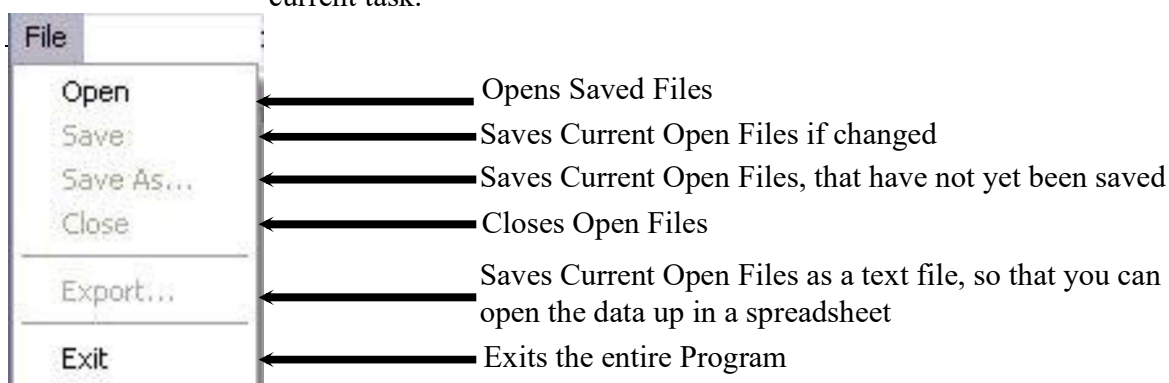 current task.
File
Open
Opens Saved Files
Save
Saves Current Open Files if changed
Save As...
Saves Current Open Files, that have not yet been saved
Close
Closes Open Files
Export...
Saves Current Open Files as a text file, so that you can
open the data up in a spreadsheet
Exit
Exits the entire Program